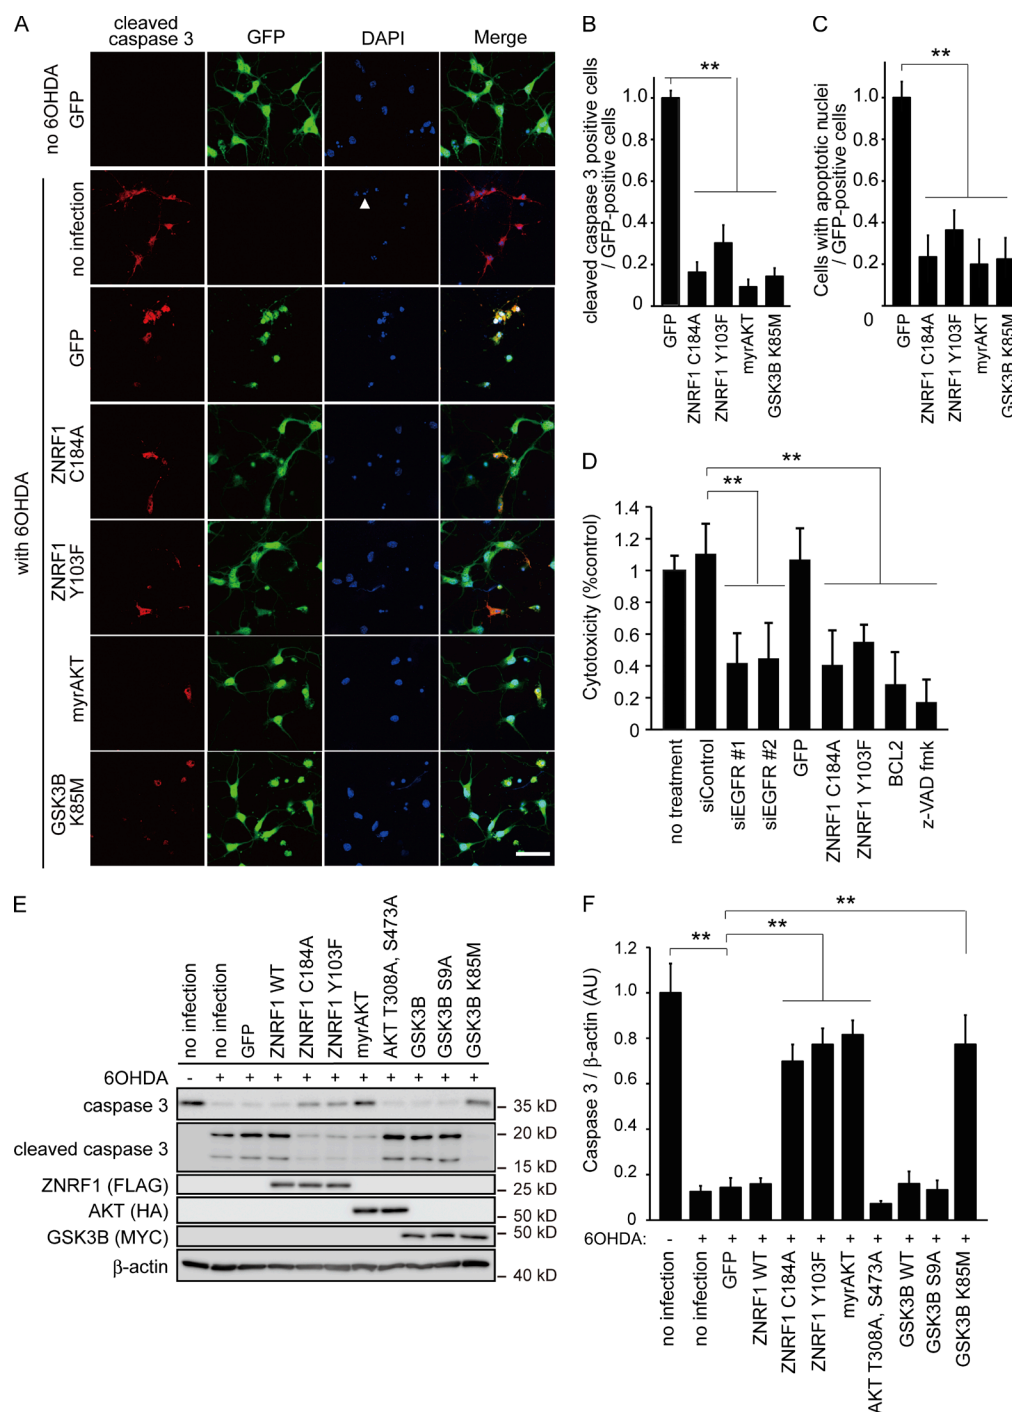 A
cleaved
caspase 3
GFP
DAPI
Merge
no 6OHDA
GFP
with 6OHDA
no infection
GFP
ZNRF1
C184A
ZNRF1
Y103F
myrAKT
GSK3B
K85M
B
cleaved caspase 3 positive cells
/ GFP-positive cells
**
1.0
0.8
0.6
0.4
0.2
0
GFP
ZNRF1 C184A
ZNRF1 Y103F
myrAKT
GSK3B K85M
C
Cells with apoptotic nuclei
/ GFP-positive cells
**
1.0
0.8
0.6
0.4
0.2
0
GFP
ZNRF1 C184A
ZNRF1 Y103F
myrAKT
GSK3B K85M
D
Cytotoxicity (%control)
**
**
1.4
1.2
1.0
0.8
0.6
0.4
0.2
0
no treatment
siControl
siEGFR #1
siEGFR #2
GFP
ZNRF1 C184A
ZNRF1 Y103F
BCL2
z-VAD fmk
E
no infection
no infection
GFP
ZNRF1 WT
ZNRF1 C184A
ZNRF1 Y103F
myrAKT
AKT T308A, S473A
GSK3B
GSK3B S9A
GSK3B K85M
6OHDA - + + + + + + + + + +
caspase 3
35 kD
cleaved caspase 3
20 kD
15 kD
ZNRF1 (FLAG)
25 kD
AKT (HA)
50 kD
GSK3B (MYC)
50 kD
β-actin
40 kD
F
Caspase 3 / β-actin (AU)
**
**
**
1.2
1.0
0.8
0.6
0.4
0.2
0
6OHDA: - + + + + + + + + + +
no infection
no infection
GFP
ZNRF1 WT
ZNRF1 C184A
ZNRF1 Y103F
myrAKT
AKT T308A, S473A
GSK3B WT
GSK3B S9A
GSK3B K85M